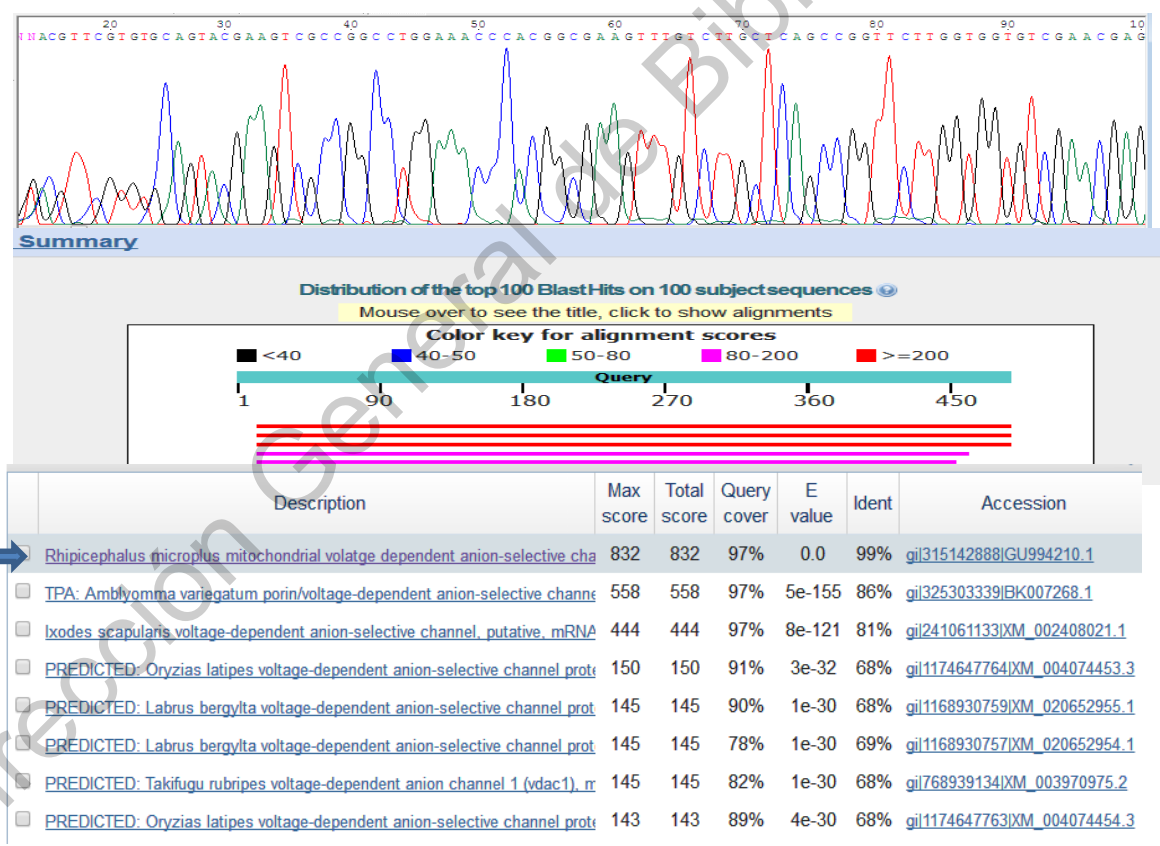 20 30 40 50 60 70 80 90 10
NNACGTTCGTGTGCAGTACGAAGTCGCCGGCCTGGAAACCCACGGCGAAGTTTGTCTTGCTCAGCCGGTTCTTGGTGGTGTCGAACGAG
Summary
Distribution of the top 100 Blast Hits on 100 subject sequences
Mouse over to see the title, click to show alignments
Color key for alignment scores
<40 40-50 50-80 80-200 >=200
Query
1 90 180 270 360 450
Description Max score Total score Query cover E value Ident Accession
Rhipicephalus microplus mitochondrial volatge dependent anion-selective cha 832 832 97% 0.0 99% gi|315142888|GU994210.1
TPA: Amblyomma variegatum porin/voltage-dependent anion-selective channe 558 558 97% 5e-155 86% gi|325303339|BK007268.1
Ixodes scapularis voltage-dependent anion-selective channel, putative, mRNA 444 444 97% 8e-121 81% gi|241061133|XM_002408021.1
PREDICTED: Oryzias latipes voltage-dependent anion-selective channel prote 150 150 91% 3e-32 68% gi|1174647764|XM_004074453.3
PREDICTED: Labrus bergylta voltage-dependent anion-selective channel prot 145 145 90% 1e-30 68% gi|1168930759|XM_020652955.1
PREDICTED: Labrus bergylta voltage-dependent anion-selective channel prot 145 145 78% 1e-30 69% gi|1168930757|XM_020652954.1
PREDICTED: Takifugu rubripes voltage-dependent anion channel 1 (vdac1), m 145 145 82% 1e-30 68% gi|768939134|XM_003970975.2
PREDICTED: Oryzias latipes voltage-dependent anion-selective channel prote 143 143 89% 4e-30 68% gi|1174647763|XM_004074454.3
rección General de Bibl